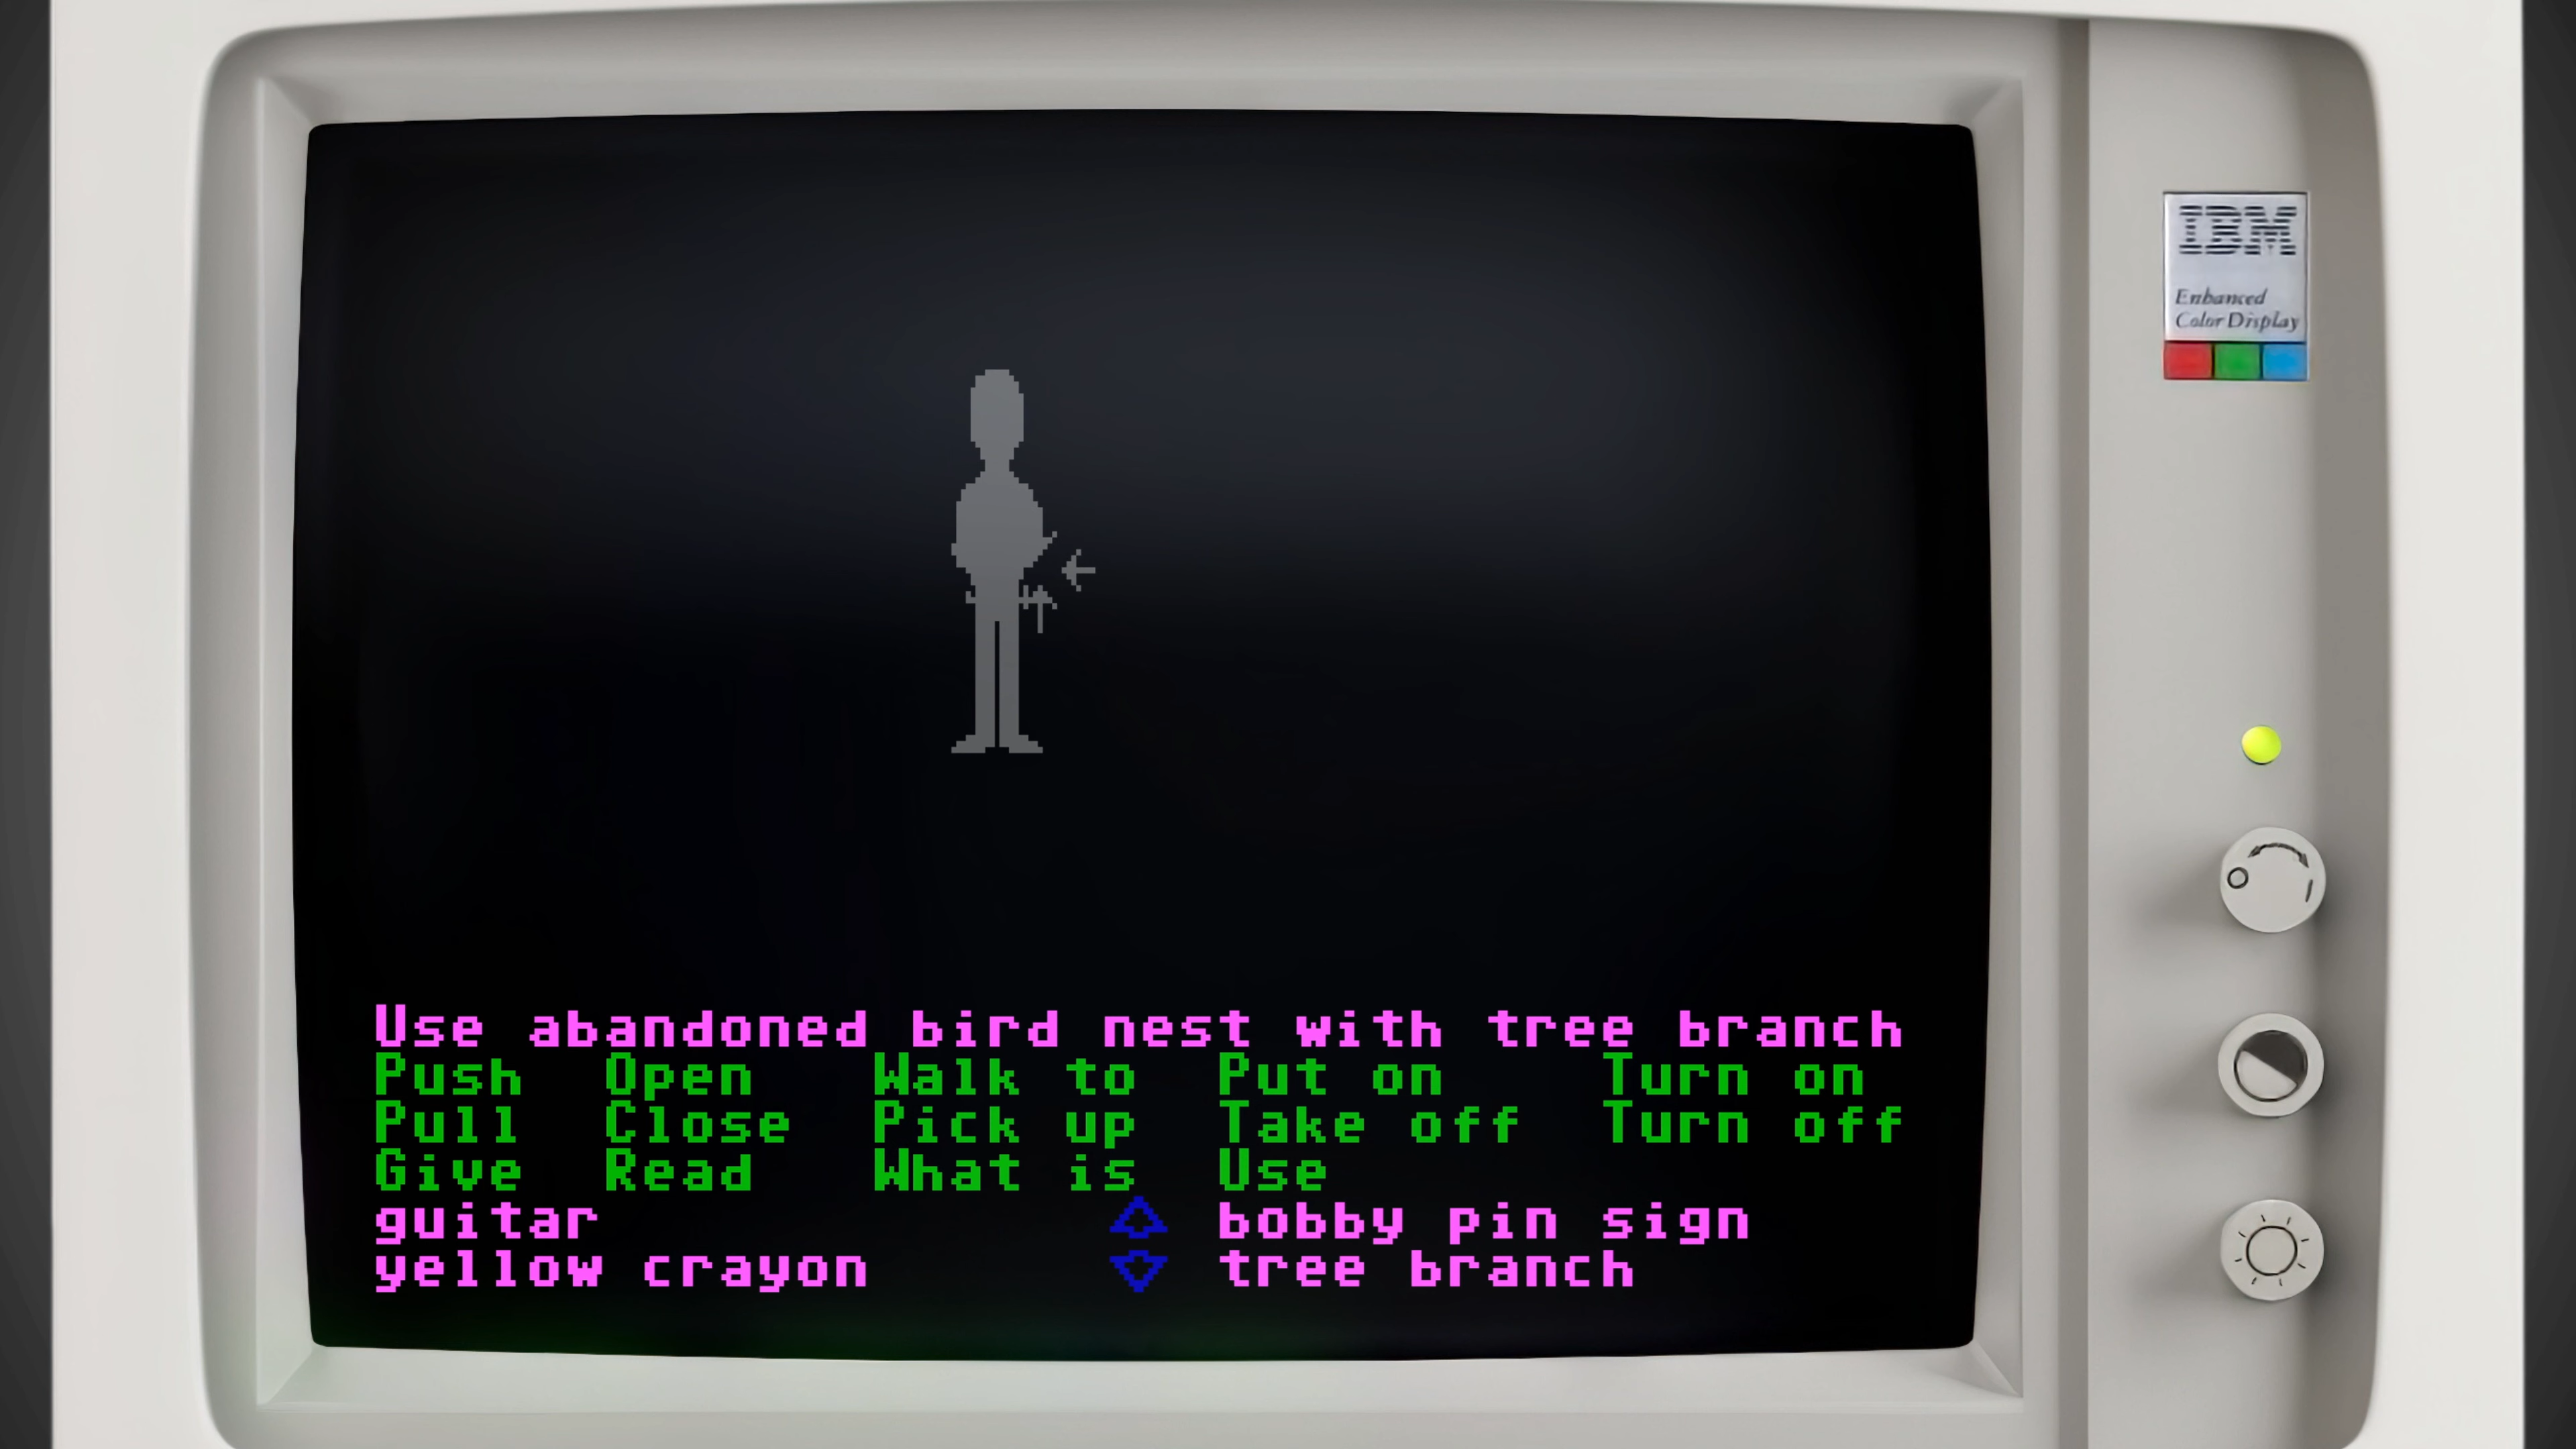 IBM
Enhanced
Color Display
Use abandoned bird nest with tree branch
Push Open Walk to Put on Turn on
Pull Close Pick up Take off Turn off
Give Read What is Use
guitar bobby pin sign
yellow crayon tree branch